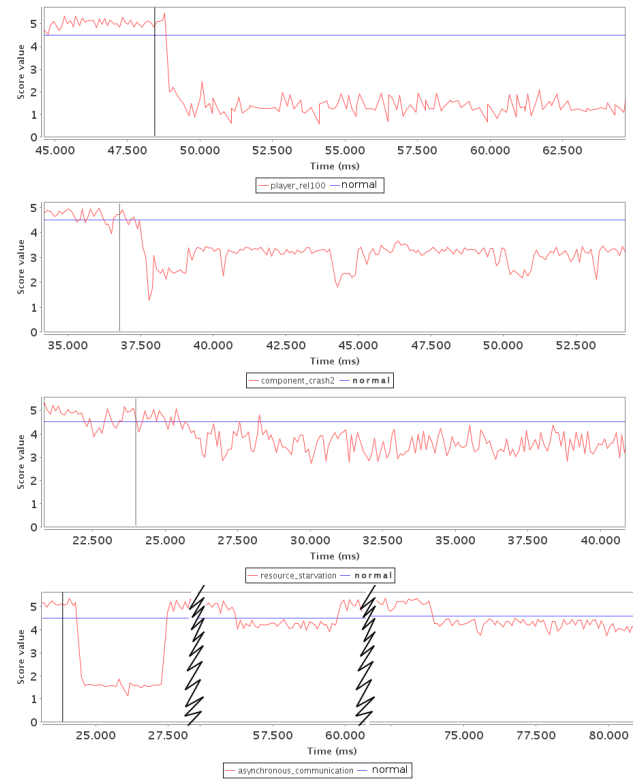 5
4
3
2
1
0
Score value
45.000 47.500 50.000 52.500 55.000 57.500 60.000 62.500
Time (ms)
player_rel100 normal
5
4
3
2
1
0
Score value
35.000 37.500 40.000 42.500 45.000 47.500 50.000 52.500
Time (ms)
component_crash2 normal
5
4
3
2
1
0
Score value
22.500 25.000 27.500 30.000 32.500 35.000 37.500 40.000
Time (ms)
resource_starvation normal
5
4
3
2
1
0
Score value
25.000 27.500 57.500 60.000 75.000 77.500 80.000
Time (ms)
asynchronous_communication normal